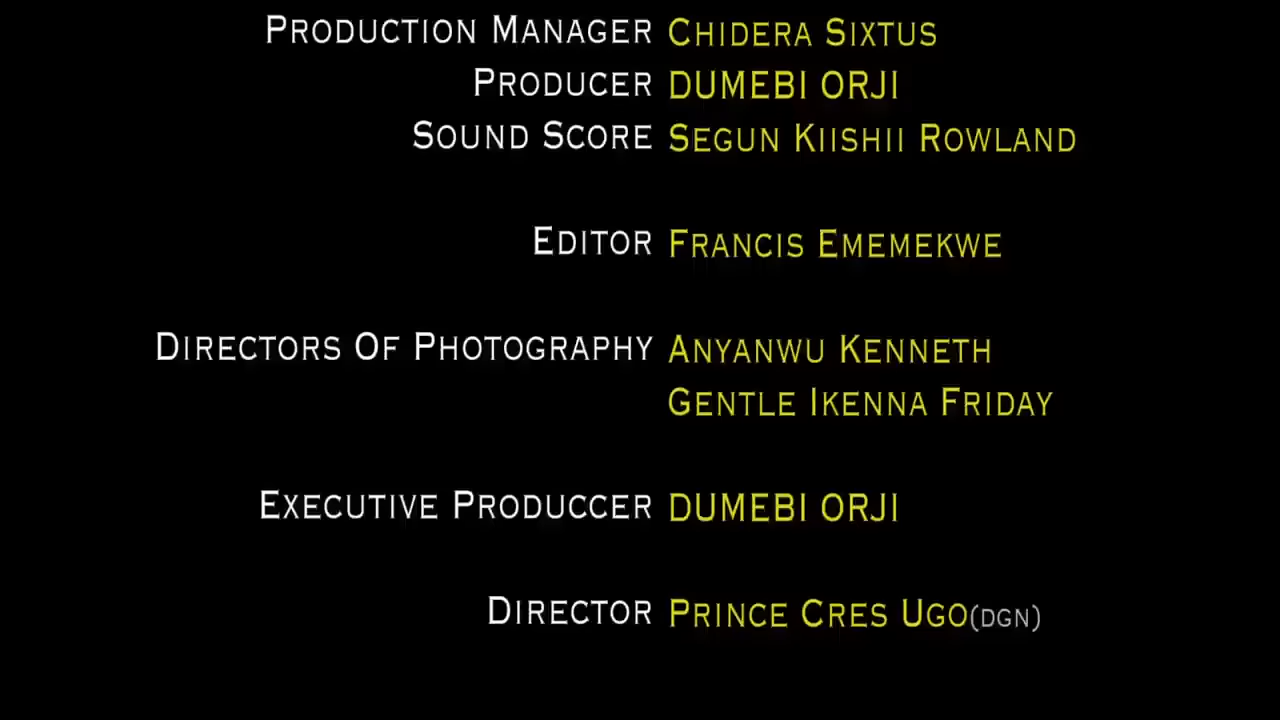 Production Manager Chidera Sixtus
Producer DUMEBI ORJI
Sound Score Segun Kiishii Rowland
Editor Francis Ememekwe
Directors Of Photography Anyanwu Kenneth
Gentle Ikenna Friday
Executive Produccer DUMEBI ORJI
Director Prince Cres Ugo(DGN)